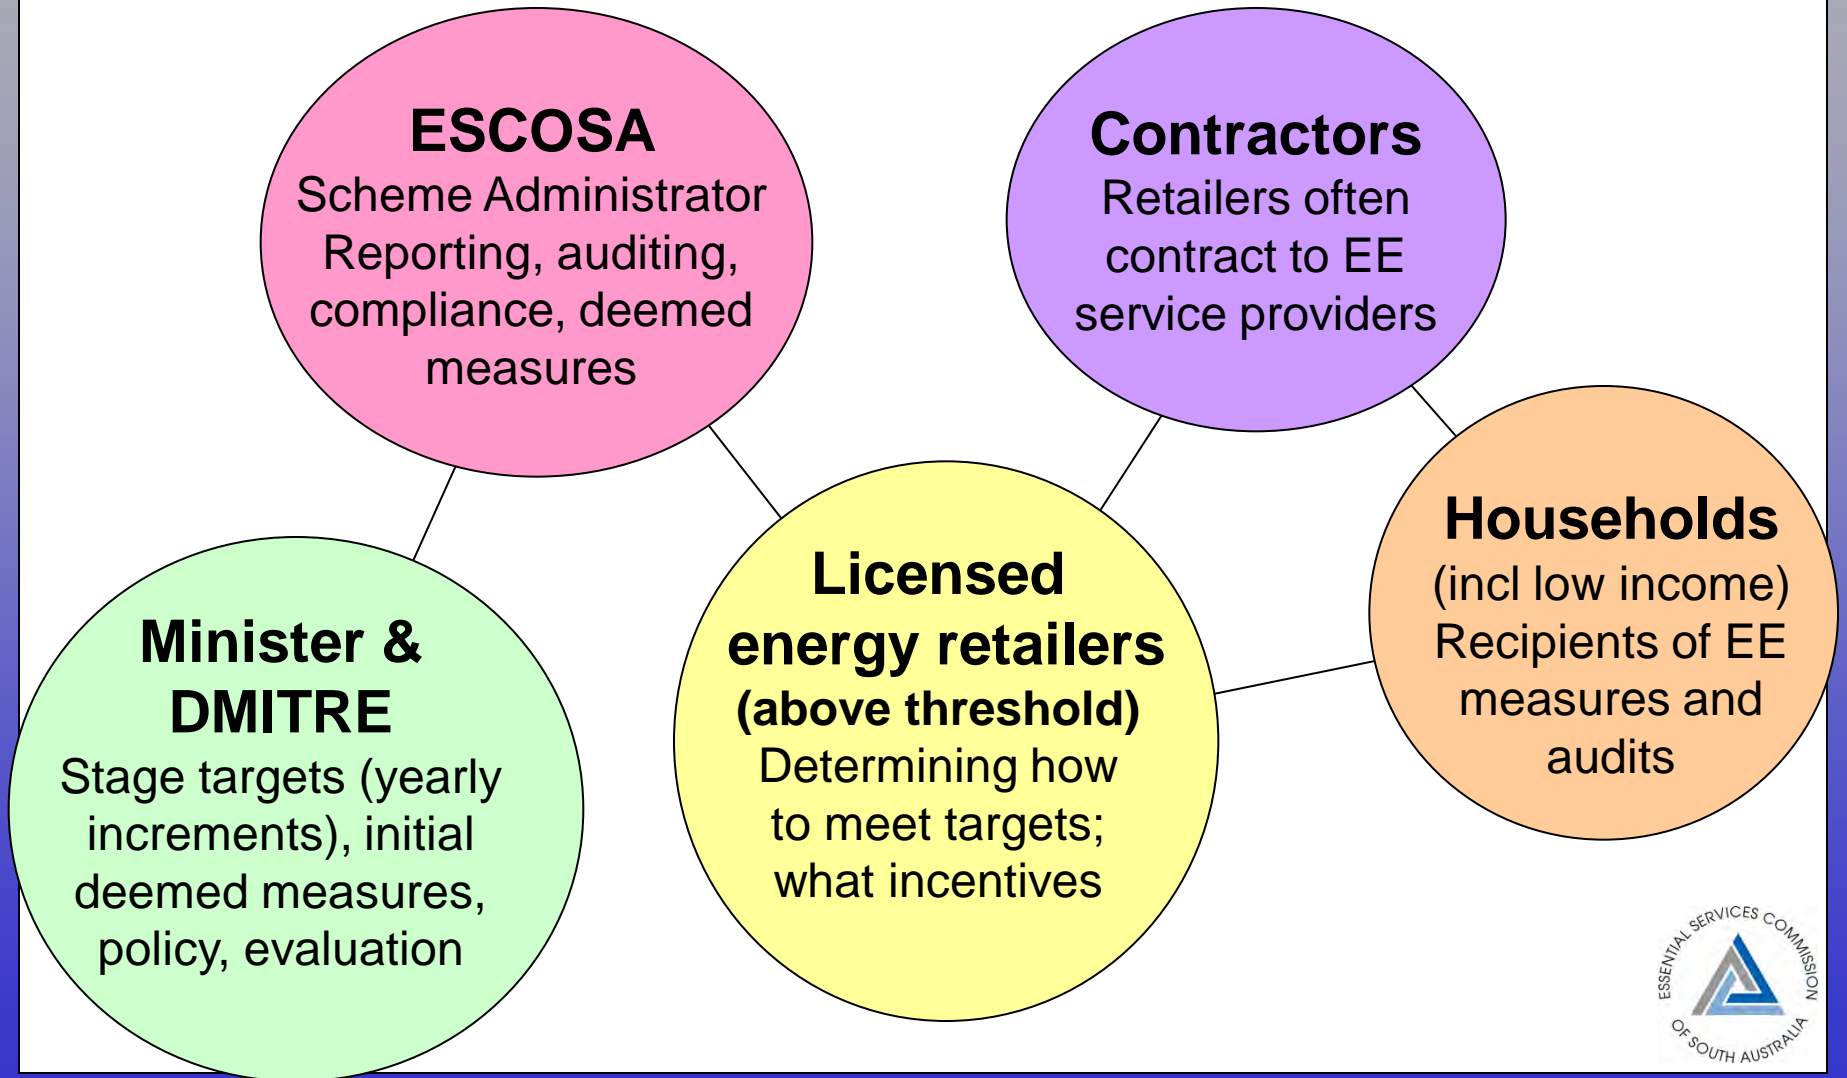 ESCOSA
Scheme Administrator
Reporting, auditing,
compliance, deemed
measures
Contractors
Retailers often
contract to EE
service providers
Minister &
DMITRE
Stage targets (yearly
increments), initial
deemed measures,
policy, evaluation
Licensed
energy retailers
(above threshold)
Determining how
to meet targets;
what incentives
Households
(incl low income)
Recipients of EE
measures and
audits
ESSENTIAL SERVICES COMMISSION
OF SOUTH AUSTRALIA